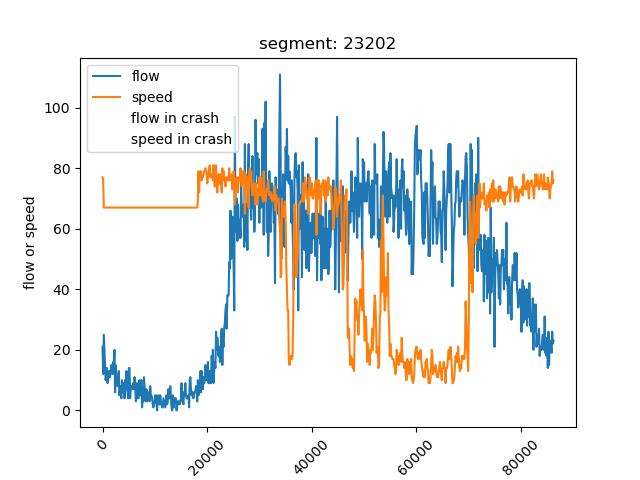 segment: 23202
flow
speed
flow in crash
speed in crash
flow or speed
100
80
60
40
20
0
0
20000
40000
60000
80000